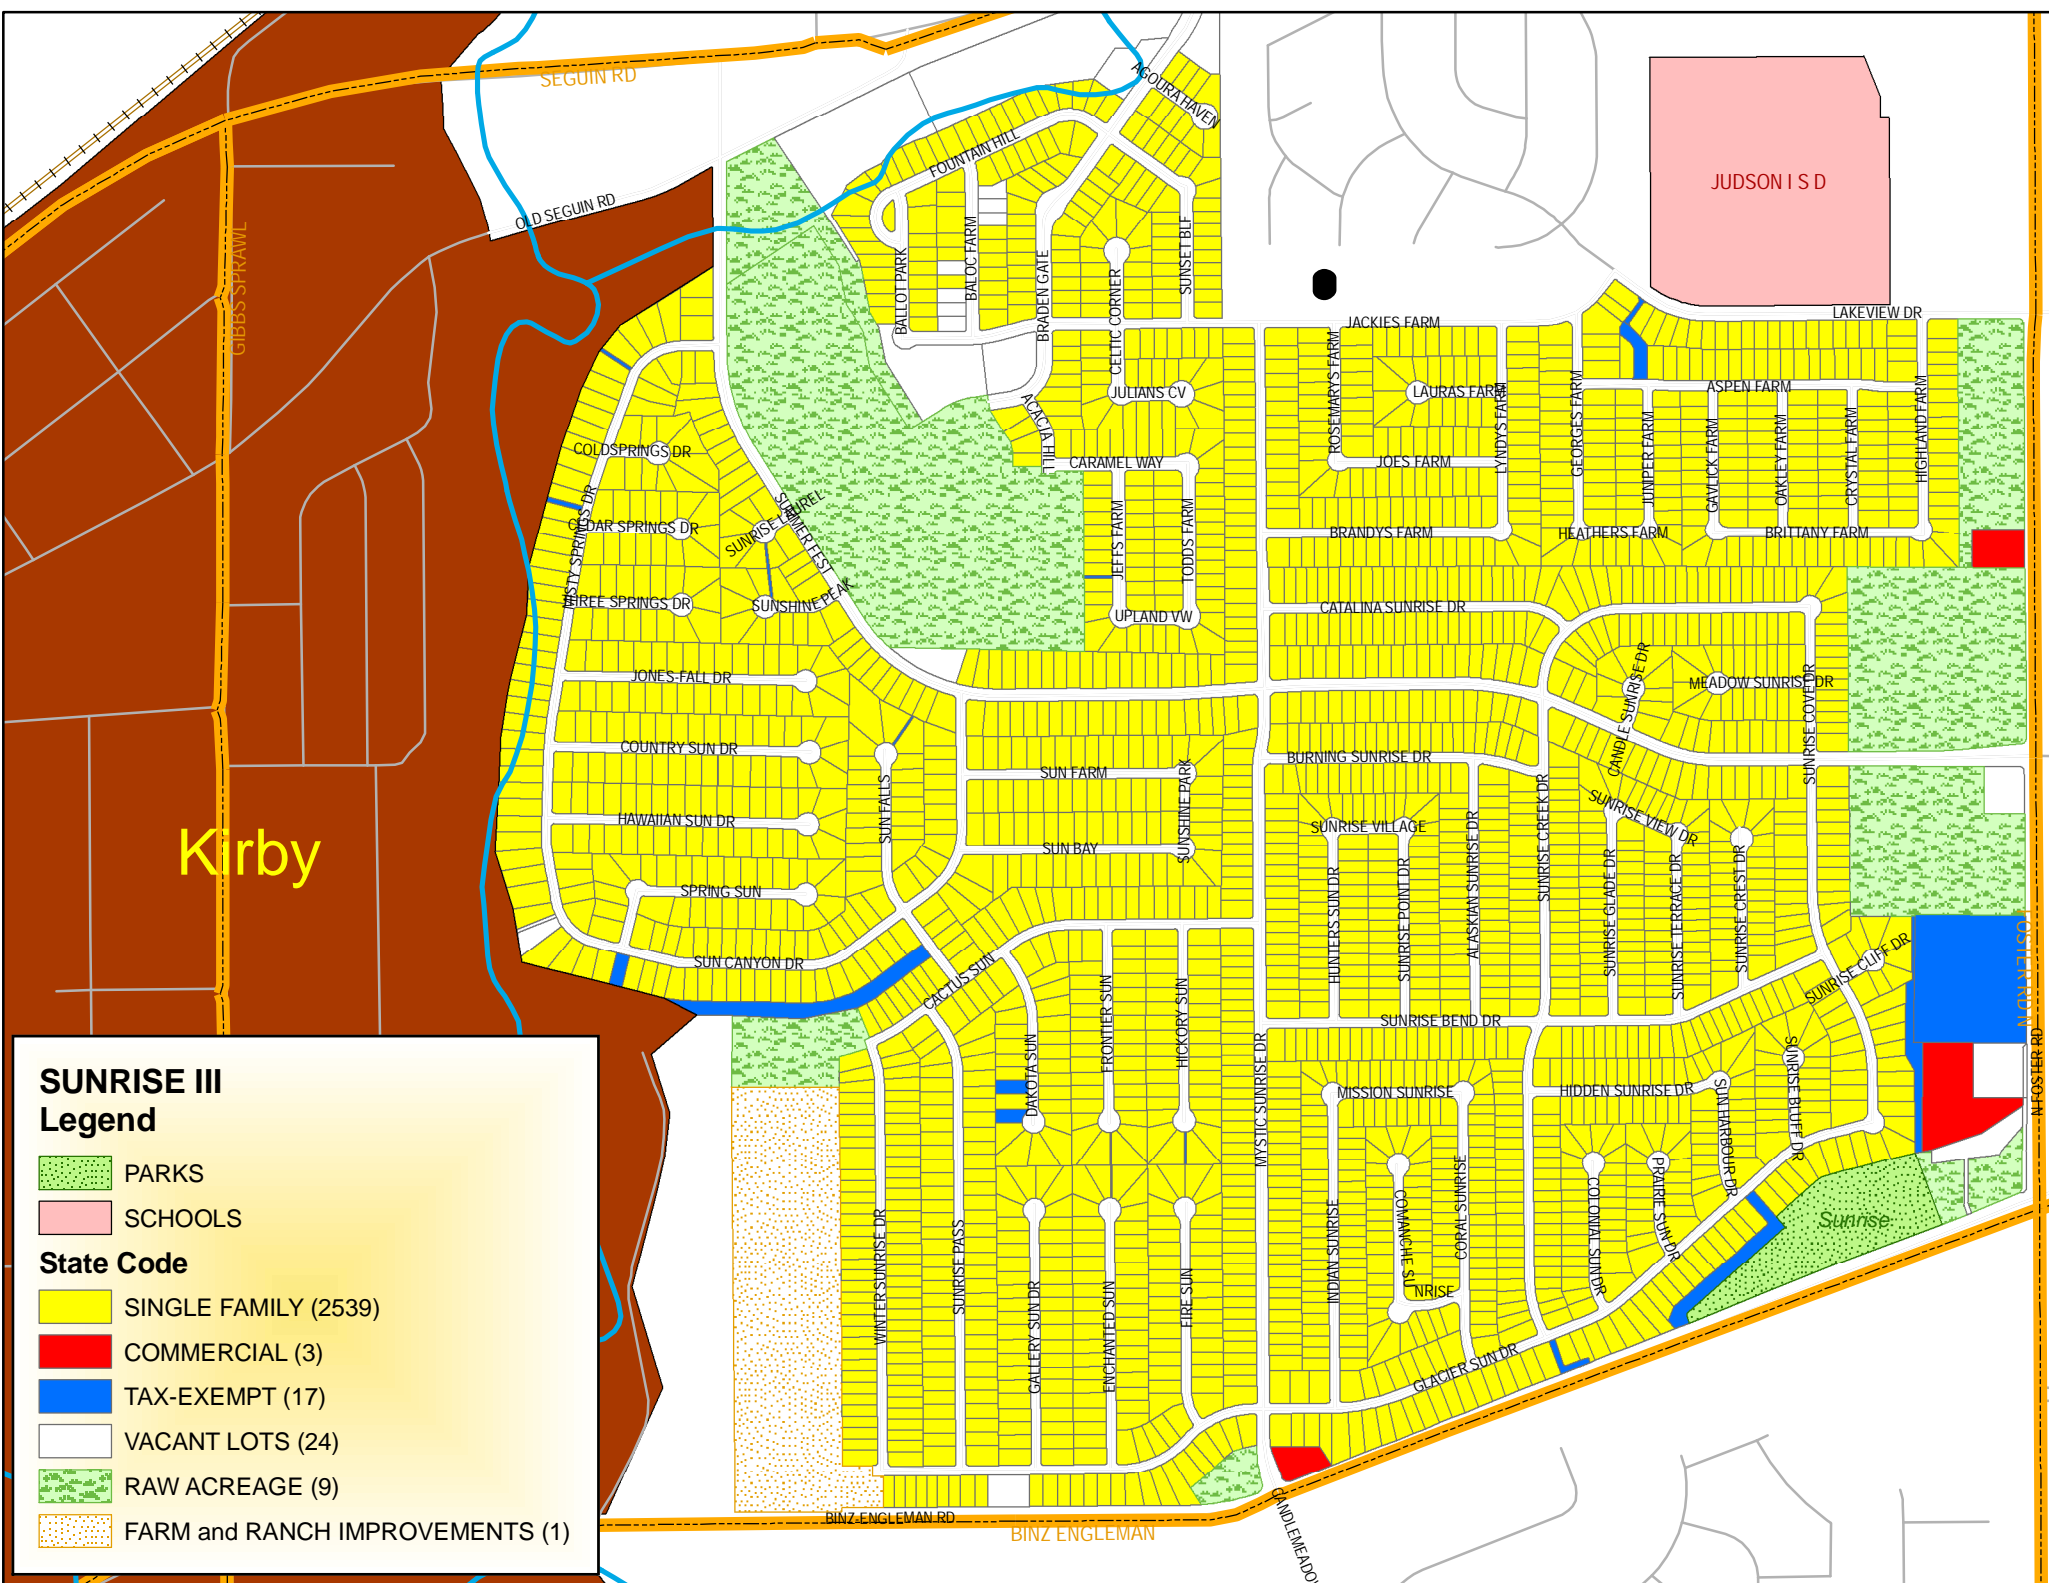 SEGUIN RD
AGOURA HAVEN
FOUNTAIN HILL
JUDSON I S D
OLD SEGUIN RD
GIBBS SPRAWL
BALLOT PARK
BALOC FARM
BRADEN GATE
CELTIC CORNER
SUNSET BLF
JACKIES FARM
LAKEVIEW DR
ROSEMARYS FARM
JULIANS CV
LAURAS FARM
LYNDYS FARM
GEORGES FARM
ASPEN FARM
JUNIPER FARM
GAVLICK FARM
OAKLEY FARM
CRYSTAL FARM
HIGHLAND FARM
ACACIA HILL
COLDSPRINGS DR
CARAMEL WAY
JOES FARM
MISTY SPRINGS DR
CEDAR SPRINGS DR
SUNRISE LAUREL
SUMMER FEST
JEFFS FARM
TODDS FARM
BRANDYS FARM
HEATHERS FARM
BRITTANY FARM
THREE SPRINGS DR
SUNSHINE PEAK
UPLAND VW
CATALINA SUNRISE DR
JONES-FALL DR
CANDLE SUNRISE DR
MEADOW SUNRISE DR
SUNRISE COVE DR
COUNTRY SUN DR
SUN FARM
SUNSHINE PARK
BURNING SUNRISE DR
SUN FALLS
HAWAIIAN SUN DR
SUNRISE VILLAGE
ALASKIAN SUNRISE DR
SUNRISE CREEK DR
SUNRISE VIEW DR
Kirby
SUN BAY
SPRING SUN
HUNTERS SUN DR
SUNRISE POINT DR
SUNRISE GLADE DR
SUNRISE TERRACE DR
SUNRISE CREST DR
SUN CANYON DR
CACTUS SUN
SUNRISE CLIFF DR
FOSTER RD N
FRONTIER SUN
HICKORY SUN
SUNRISE BEND DR
DAKOTA SUN
MYSTIC SUNRISE DR
MISSION SUNRISE
HIDDEN SUNRISE DR
SUN HARBOUR DR
SUNRISE BLUFF DR
N FOSTER RD
WINTER SUNRISE DR
SUNRISE PASS
GALLERY SUN DR
ENCHANTED SUN
FIRE SUN
INDIAN SUNRISE
COMANCHE SU
NRISE
CORAL SUNRISE
COLONIAL SUN DR
PRAIRIE SUN DR
Sunrise
GLACIER SUN DR
BINZ-ENGLEMAN RD
BINZ ENGLEMAN
CANDLEMEADOW
SUNRISE III
Legend
PARKS
SCHOOLS
State Code
SINGLE FAMILY (2539)
COMMERCIAL (3)
TAX-EXEMPT (17)
VACANT LOTS (24)
RAW ACREAGE (9)
FARM and RANCH IMPROVEMENTS (1)